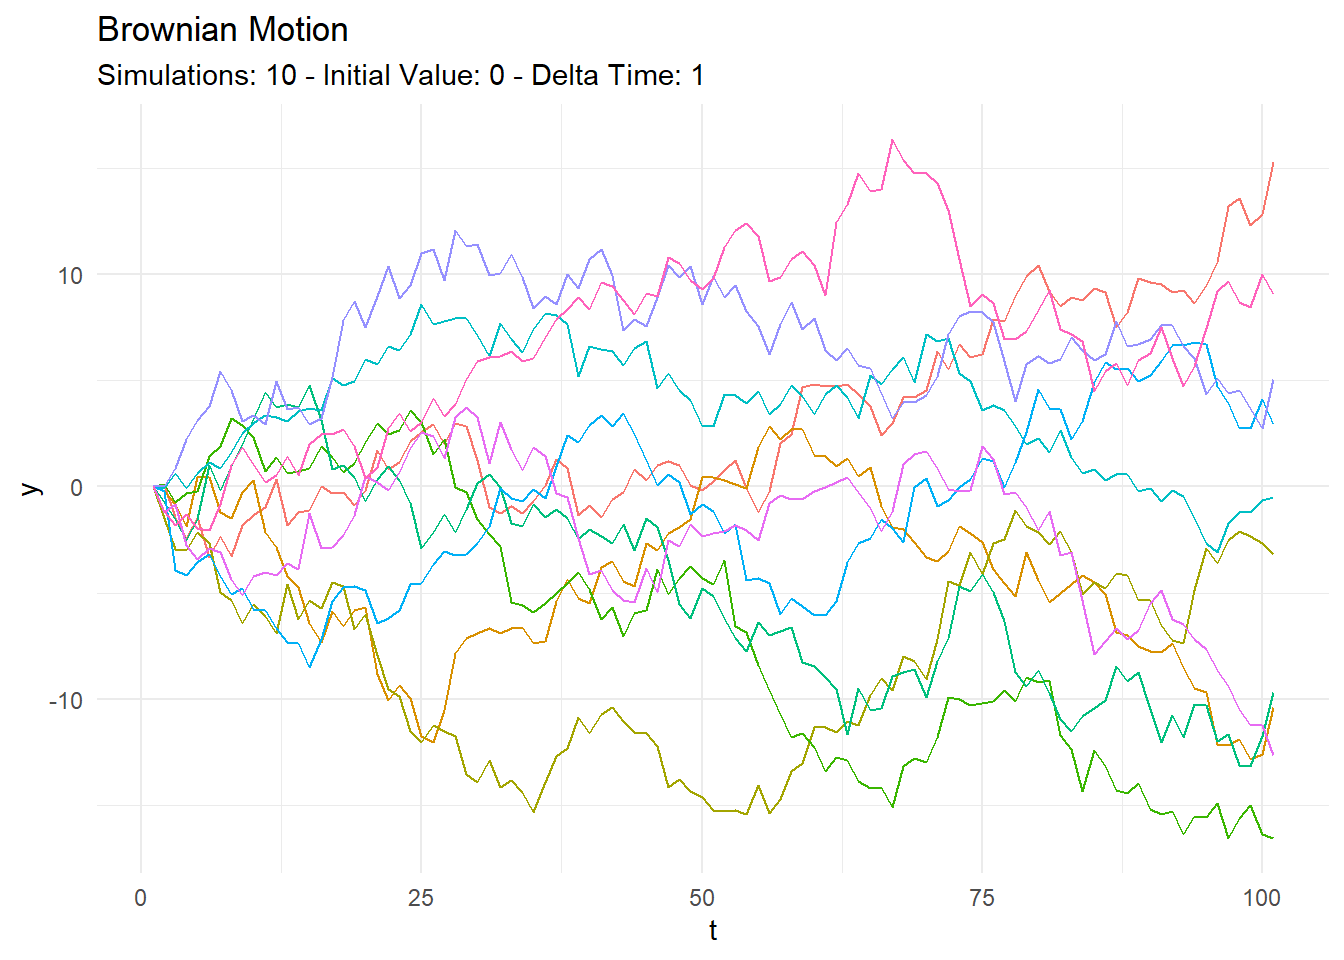 Brownian Motion
Simulations: 10 - Initial Value: 0 - Delta Time: 1
10
0
-10
y
0 25 50 75 100
t